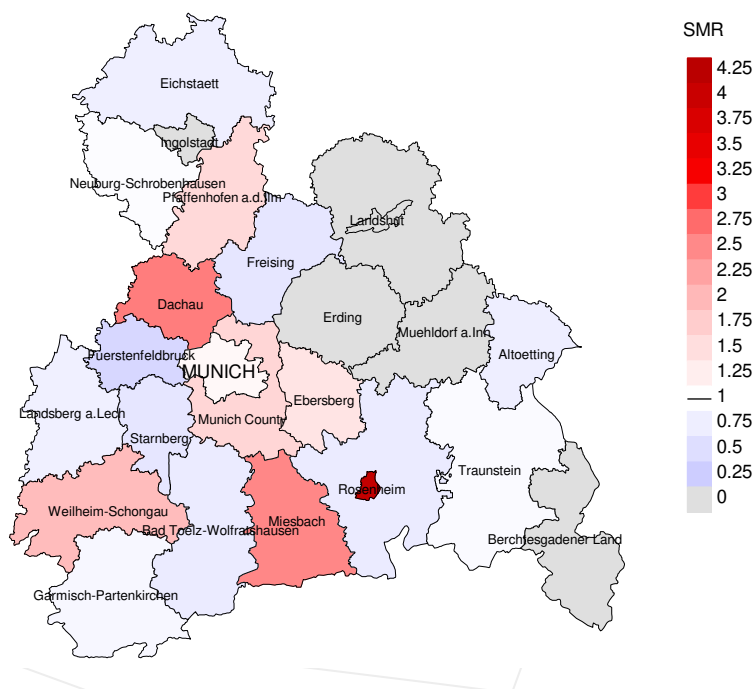 SMR
4.25
4
3.75
3.5
3.25
3
2.75
2.5
2.25
2
1.75
1.5
1.25
1
0.75
0.5
0.25
0
Eichstaett
Ingolstadt
Neuburg-Schrobenhausen
Pfaffenhofen a.d.Ilm
Landshut
Freising
Dachau
Erding
Muehldorf a.Inn
Fuerstenfeldbruck
Altoetting
MUNICH
Ebersberg
Landsberg a.Lech
Munich County
Starnberg
Traunstein
Rosenheim
Weilheim-Schongau
Miesbach
Bad Toelz-Wolfratshausen
Berchtesgadener Land
Garmisch-Partenkirchen